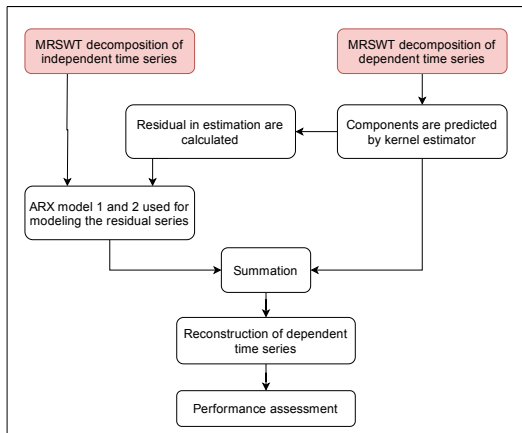 MRSWT decomposition of
independent time series
MRSWT decomposition of
dependent time series
Residual in estimation are
calculated
Components are predicted
by kernel estimator
ARX model 1 and 2 used for
modeling the residual series
Summation
Reconstruction of dependent
time series
Performance assessment